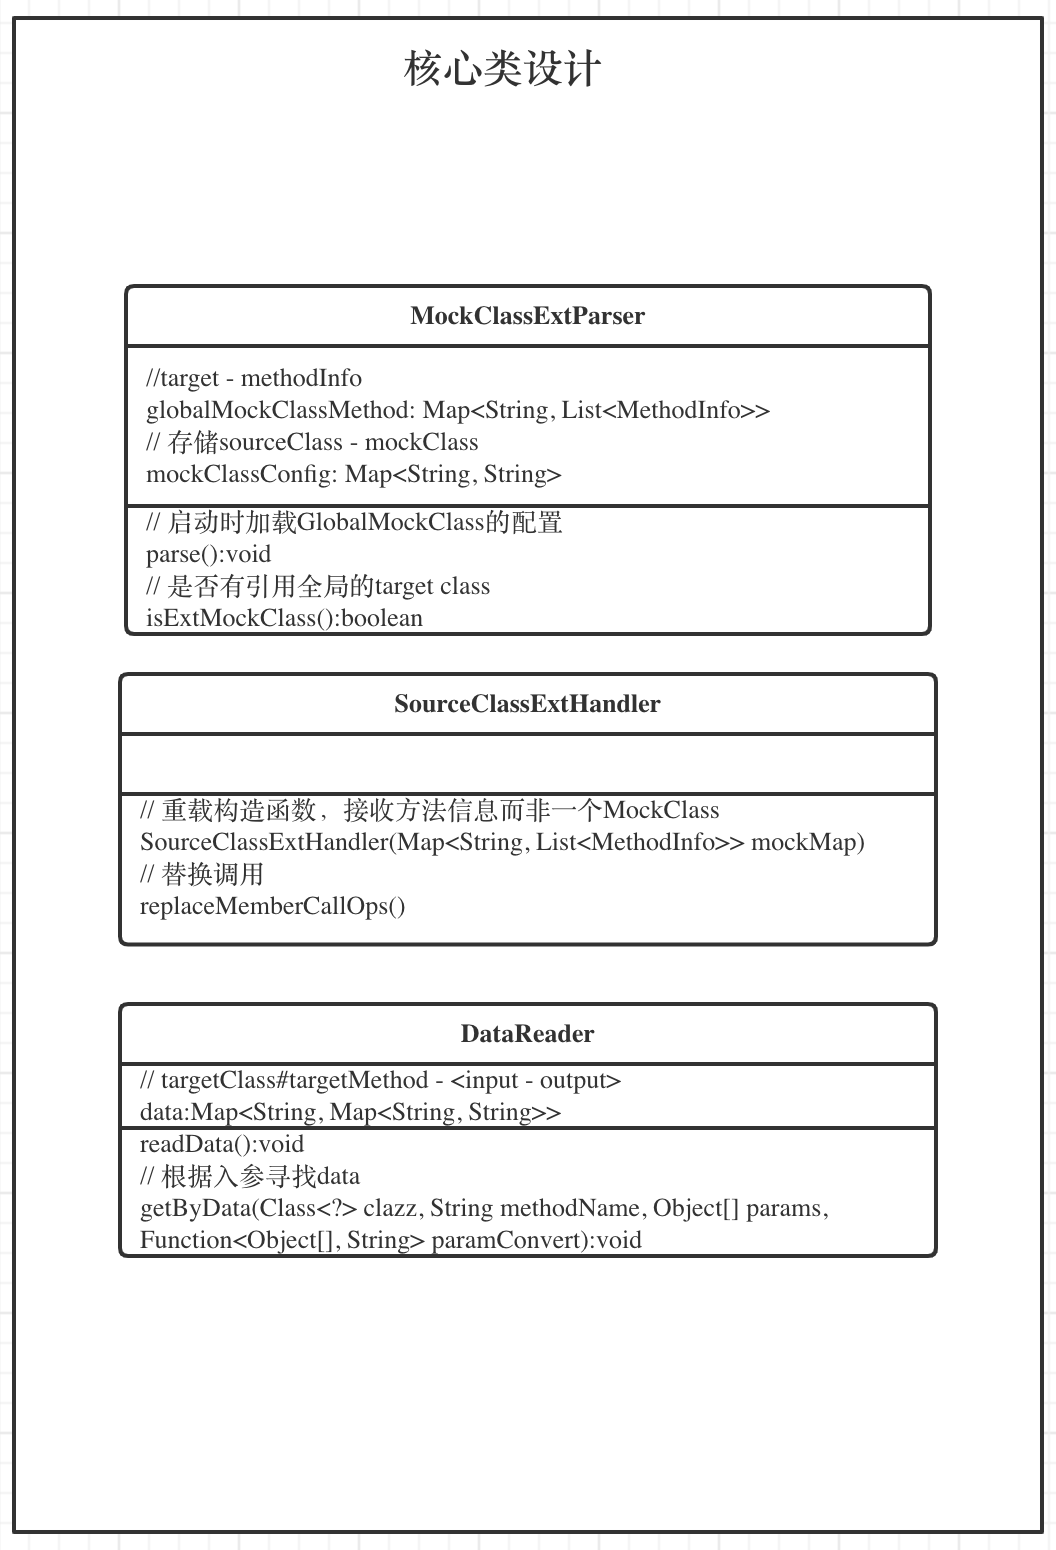 核心类设计
MockClassExtParser
//target - methodInfo
globalMockClassMethod: Map<String, List<MethodInfo>>
// 存储sourceClass - mockClass
mockClassConfig: Map<String, String>
// 启动时加载GlobalMockClass的配置
parse():void
// 是否有引用全局的target class
isExtMockClass():boolean
SourceClassExtHandler
// 重载构造函数，接收方法信息而非一个MockClass
SourceClassExtHandler(Map<String, List<MethodInfo>> mockMap)
// 替换调用
replaceMemberCallOps()
DataReader
// targetClass#targetMethod - <input - output>
data:Map<String, Map<String, String>>
readData():void
// 根据入参寻找data
getByData(Class<?> clazz, String methodName, Object[] params,
Function<Object[], String> paramConvert):void